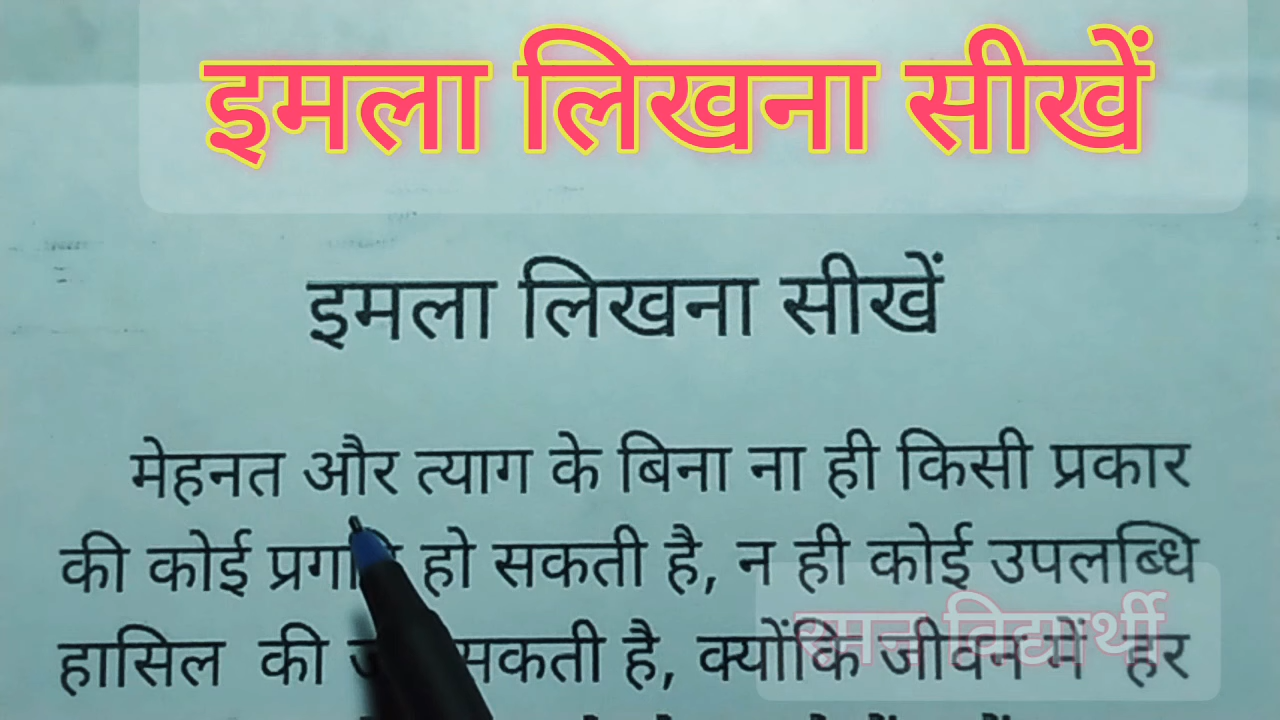 इमला लिखना सीखें
इमला लिखना सीखें
मेहनत और त्याग के बिना ना ही किसी प्रकार
की कोई हो सकती है, न ही कोई उपलब्धि
हासिल की सकती है, क्योंकि जीवन में हर
विद्यार्थी